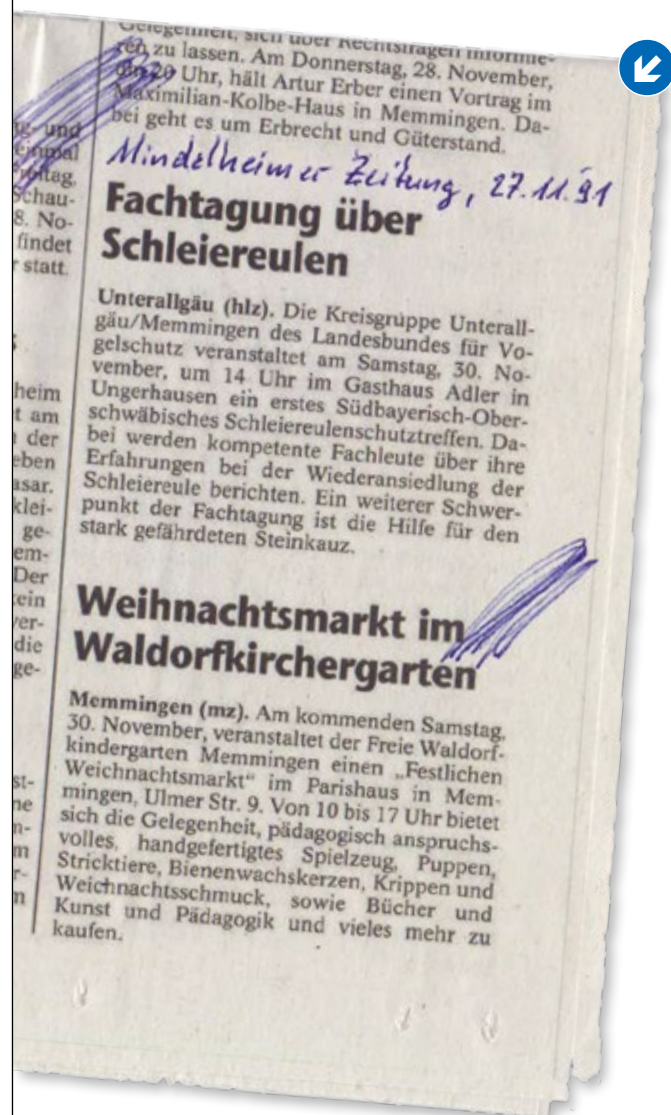 Gelegenheit, sich über Rechtsfragen informie-
ren zu lassen. Am Donnerstag, 28. November,
20 Uhr, hält Artur Erber einen Vortrag im
Maximilian-Kolbe-Haus in Memmingen. Da-
bei geht es um Erbrecht und Güterstand.
Mindelheimer Zeitung, 27.11.91
Fachtagung über
Schleiereulen
Unterallgäu (hlz). Die Kreisgruppe Unterall-
gäu/Memmingen des Landesbundes für Vo-
gelschutz veranstaltet am Samstag, 30. No-
vember, um 14 Uhr im Gasthaus Adler in
Ungerhausen ein erstes Südbayerisch-Ober-
schwäbisches Schleiereulenschutztreffen. Da-
bei werden kompetente Fachleute über ihre
Erfahrungen bei der Wiederansiedlung der
Schleiereule berichten. Ein weiterer Schwer-
punkt der Fachtagung ist die Hilfe für den
stark gefährdeten Steinkauz.
Weihnachtsmarkt im
Waldorfkirchergarten
Memmingen (mz). Am kommenden Samstag,
30. November, veranstaltet der Freie Waldorf-
kindergarten Memmingen einen „Festlichen
Weichnachtsmarkt" im Parishaus in Mem-
mingen, Ulmer Str. 9. Von 10 bis 17 Uhr bietet
sich die Gelegenheit, pädagogisch anspruchs-
volles, handgefertigtes Spielzeug, Puppen,
Stricktiere, Bienenwachskerzen, Krippen und
Weichnachtsschmuck, sowie Bücher und
Kunst und Pädagogik und vieles mehr zu
kaufen.